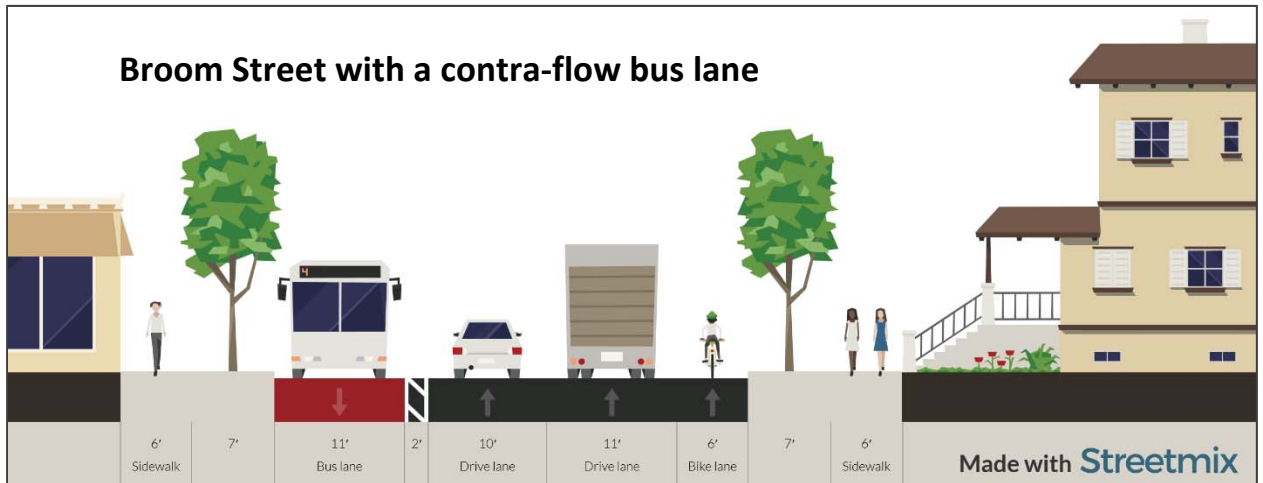 Broom Street with a contra-flow bus lane
4
6' 7' 11' 2' 10' 11' 6' 7' 6'
Sidewalk Bus lane Drive lane Drive lane Bike lane Sidewalk
Made with Streetmix